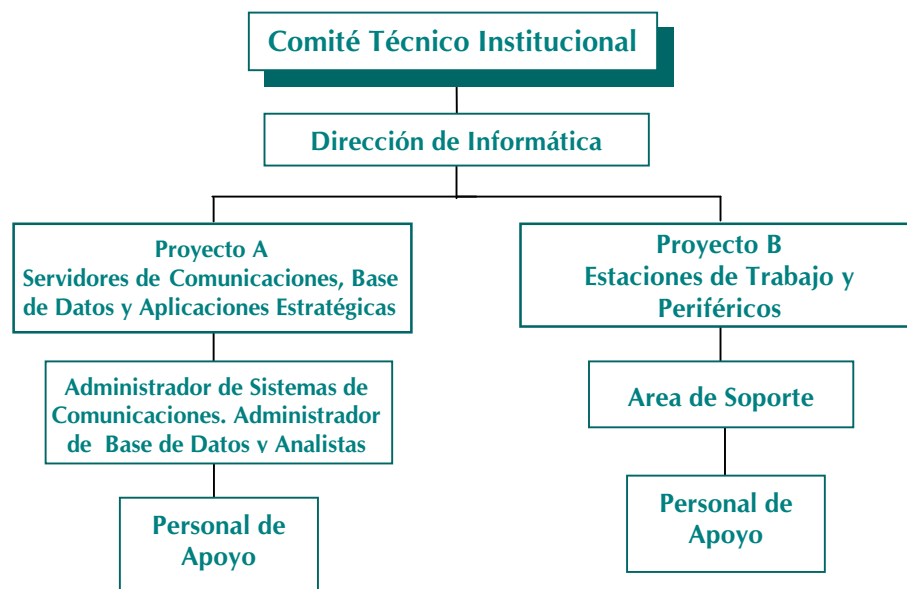 Comité Técnico Institucional
Dirección de Informática
Proyecto A
Servidores de Comunicaciones, Base
de Datos y Aplicaciones Estratégicas
Proyecto B
Estaciones de Trabajo y
Periféricos
Administrador de Sistemas de
Comunicaciones. Administrador
de Base de Datos y Analistas
Area de Soporte
Personal de
Apoyo
Personal de
Apoyo